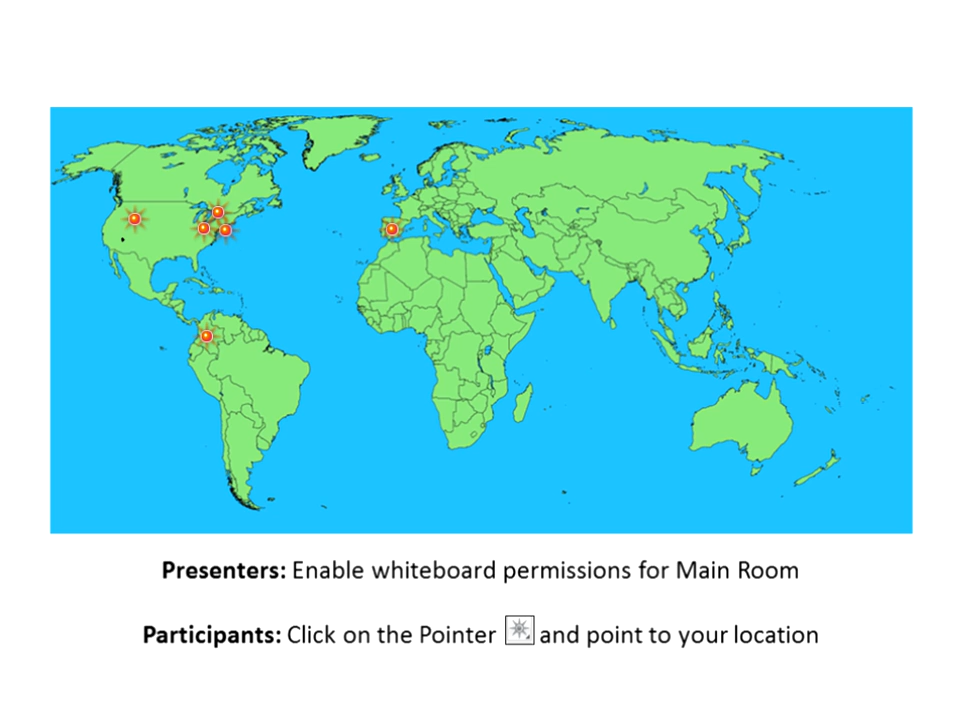 Presenters: Enable whiteboard permissions for Main Room
Participants: Click on the Pointer and point to your location